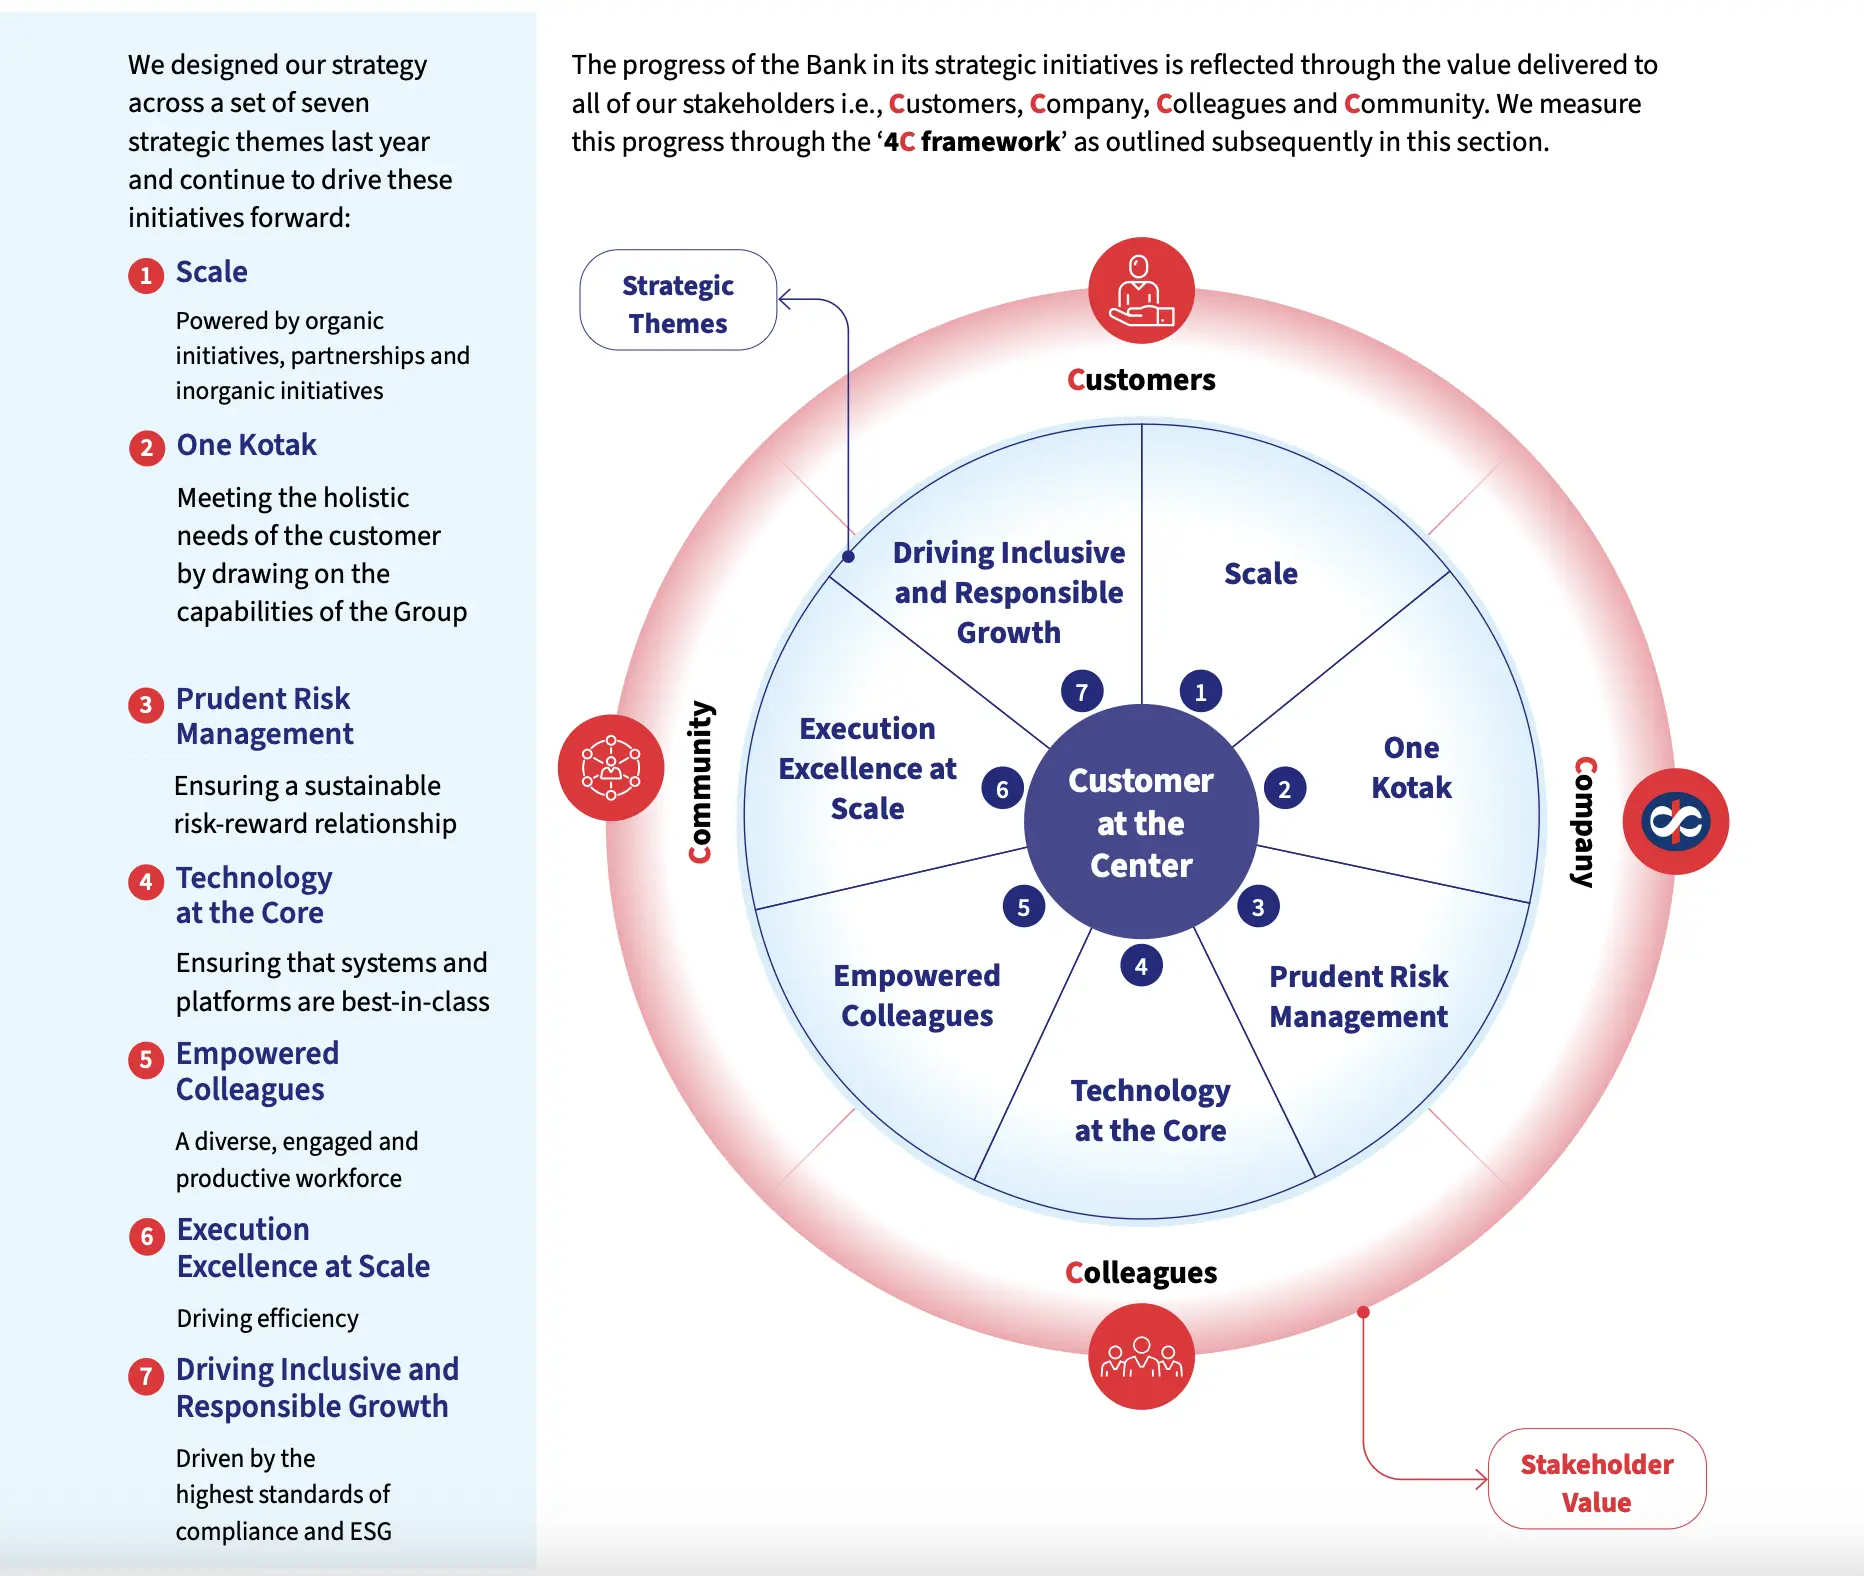 We designed our strategy
across a set of seven
strategic themes last year
and continue to drive these
initiatives forward:
1 Scale
Powered by organic
initiatives, partnerships and
inorganic initiatives
2 One Kotak
Meeting the holistic
needs of the customer
by drawing on the
capabilities of the Group
3 Prudent Risk
Management
Ensuring a sustainable
risk-reward relationship
4 Technology
at the Core
Ensuring that systems and
platforms are best-in-class
5 Empowered
Colleagues
A diverse, engaged and
productive workforce
6 Execution
Excellence at Scale
Driving efficiency
7 Driving Inclusive and
Responsible Growth
Driven by the
highest standards of
compliance and ESG
The progress of the Bank in its strategic initiatives is reflected through the value delivered to
all of our stakeholders i.e., Customers, Company, Colleagues and Community. We measure
this progress through the ‘4C framework’ as outlined subsequently in this section.
Strategic
Themes
Customers
Driving Inclusive
and Responsible
Growth
7
Scale
1
One
Kotak
2
Prudent Risk
Management
3
Technology
at the Core
4
Empowered
Colleagues
5
Execution
Excellence at
Scale
6
Customer
at the
Center
Community
Company
Colleagues
Stakeholder
Value